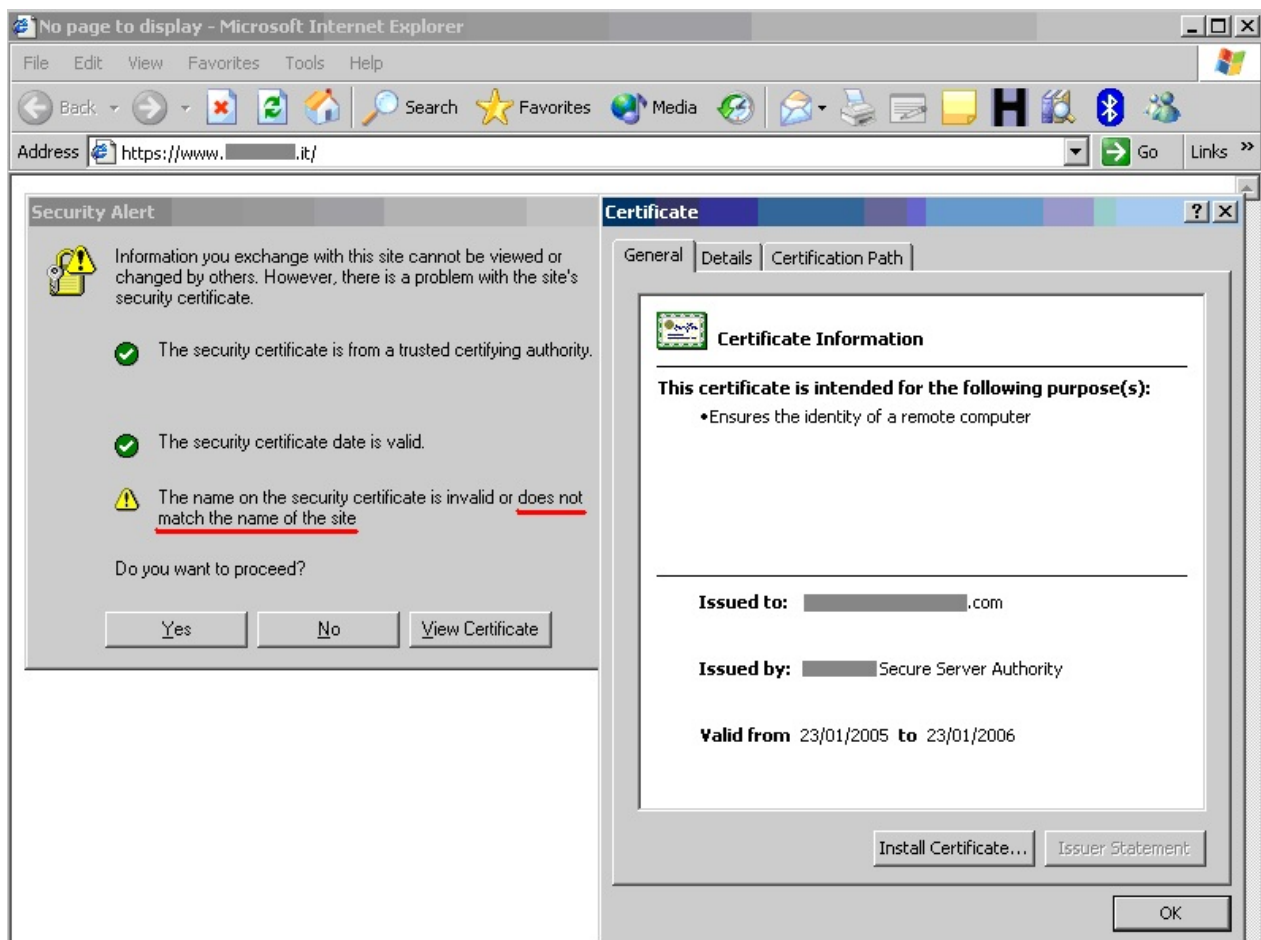 No page to display - Microsoft Internet Explorer
File Edit View Favorites Tools Help
Back Search Favorites Media
Address https://www. .it/ Go Links »
Security Alert
Information you exchange with this site cannot be viewed or
changed by others. However, there is a problem with the site's
security certificate.
The security certificate is from a trusted certifying authority.
The security certificate date is valid.
The name on the security certificate is invalid or does not
match the name of the site
Do you want to proceed?
Yes No View Certificate
Certificate
General Details Certification Path
Certificate Information
This certificate is intended for the following purpose(s):
•Ensures the identity of a remote computer
Issued to: .com
Issued by: Secure Server Authority
Valid from 23/01/2005 to 23/01/2006
Install Certificate... Issuer Statement
OK